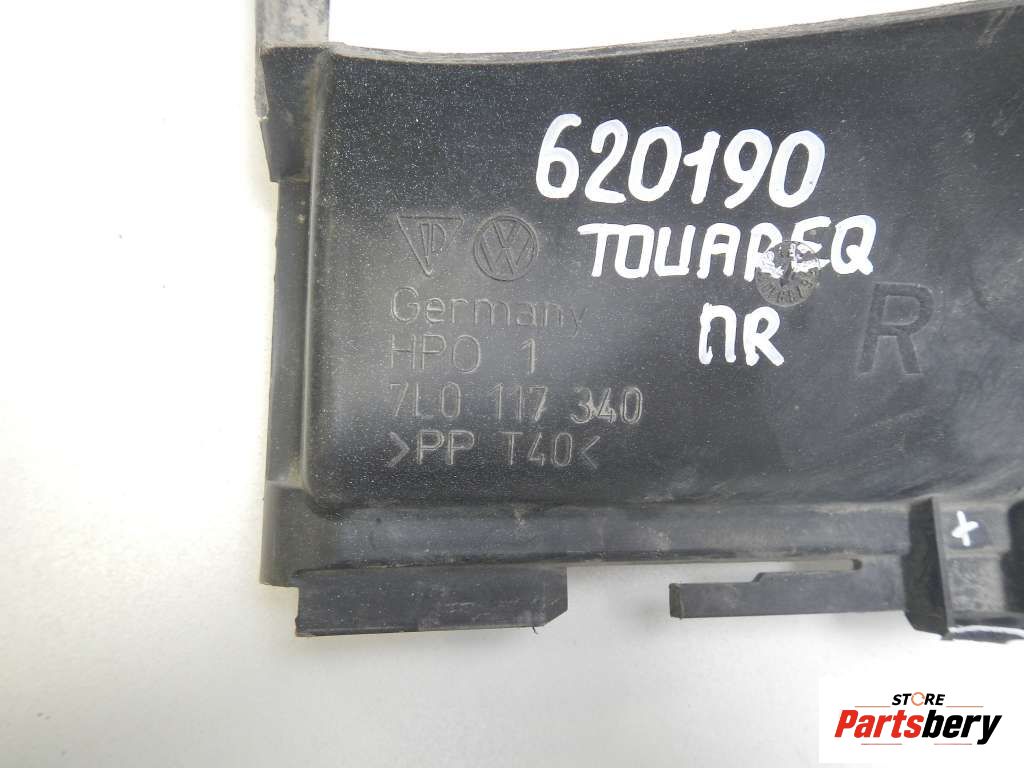 620190
TOUAREQ
ПR
Germany
HPO 1
7L0 117 340
>PP T40<
R
+
STORE
Partsbery